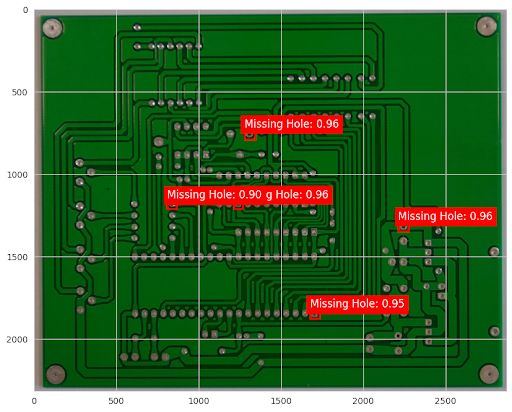 0
500
1000
1500
2000
Missing Hole: 0.96
Missing Hole: 0.90 g Hole: 0.96
Missing Hole: 0.96
Missing Hole: 0.95
0 500 1000 1500 2000 2500